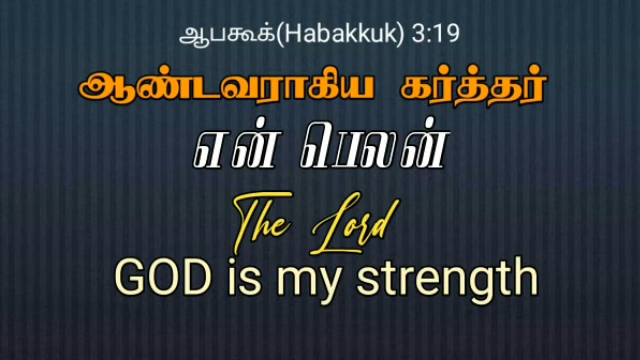 ஆபகூக்(Habakkuk) 3:19
ஆண்டவராகிய கர்த்தர்
என் பெலன்
The Lord
GOD is my strength